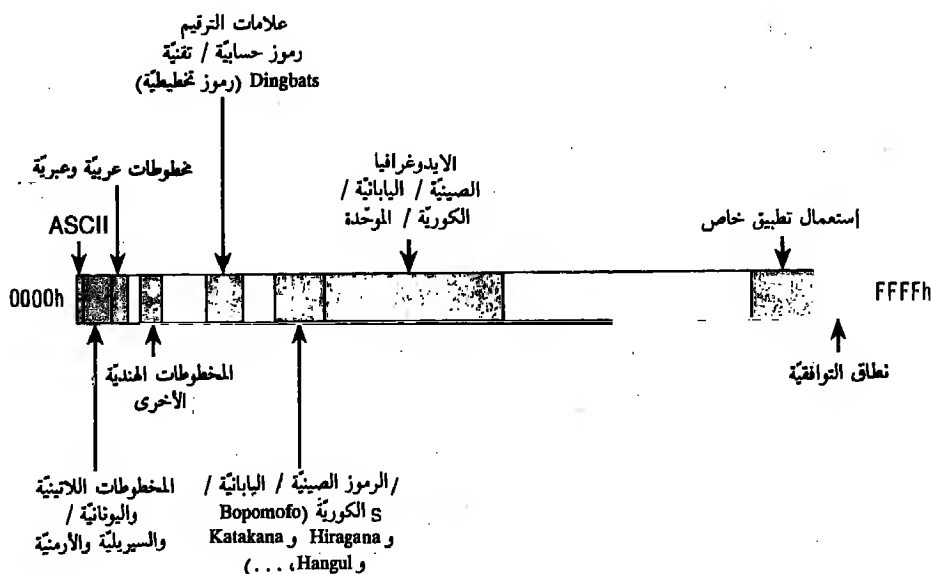 علامات الترقيم
رموز حسابيّة / تقنيّة
Dingbats (رموز تخطيطيّة)
مخطوطات عربيّة وعبريّة
ASCII
الايدوغرافيا
الصينيّة / اليابانيّة /
الكوريّة / الموحّدة
إستعمال تطبيق خاص
0000h
FFFFh
المخطوطات الهنديّة
الأخرى
نطاق التوافقيّة
المخطوطات اللاتينيّة
واليونانيّة /
والسيريليّة والأرمنيّة
/الرموز الصينيّة / اليابانيّة /
s الكوريّة (Bopomofo
و Hiragana و Katakana
و Hangul، ...)